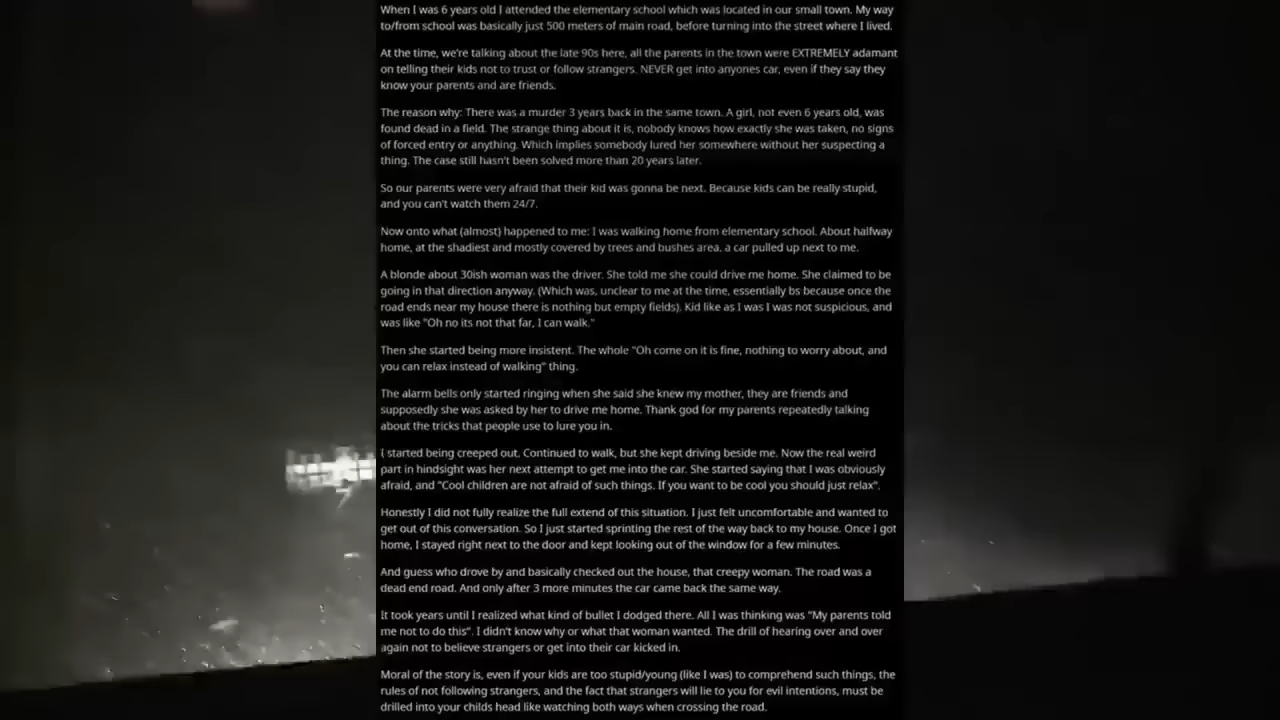 When I was 6 years old I attended the elementary school which was located in our small town. My way
to/from school was basically just 500 meters of main road, before turning into the street where I lived.
At the time, we're talking about the late 90s here, all the parents in the town were EXTREMELY adamant
on telling their kids not to trust or follow strangers. NEVER get into anyones car, even if they say they
know your parents and are friends.
The reason why: There was a murder 3 years back in the same town. A girl, not even 6 years old, was
found dead in a field. The strange thing about it is, nobody knows how exactly she was taken, no signs
of forced entry or anything. Which implies somebody lured her somewhere without her suspecting a
thing. The case still hasn't been solved more than 20 years later.
So our parents were very afraid that their kid was gonna be next. Because kids can be really stupid,
and you can't watch them 24/7.
Now onto what (almost) happened to me: I was walking home from elementary school. About halfway
home, at the shadiest and mostly covered by trees and bushes area, a car pulled up next to me.
A blonde about 30ish woman was the driver. She told me she could drive me home. She claimed to be
going in that direction anyway. (Which was, unclear to me at the time, essentially bs because once the
road ends near my house there is nothing but empty fields). Kid like as I was I was not suspicious, and
was like "Oh no its not that far, I can walk."
Then she started being more insistent. The whole "Oh come on it is fine, nothing to worry about, and
you can relax instead of walking" thing.
The alarm bells only started ringing when she said she knew my mother, they are friends and
supposedly she was asked by her to drive me home. Thank god for my parents repeatedly talking
about the tricks that people use to lure you in.
I started being creeped out. Continued to walk, but she kept driving beside me. Now the real weird
part in hindsight was her next attempt to get me into the car. She started saying that I was obviously
afraid, and "Cool children are not afraid of such things. If you want to be cool you should just relax".
Honestly I did not fully realize the full extend of this situation. I just felt uncomfortable and wanted to
get out of this conversation. So I just started sprinting the rest of the way back to my house. Once I got
home, I stayed right next to the door and kept looking out of the window for a few minutes.
And guess who drove by and basically checked out the house, that creepy woman. The road was a
dead end road. And only after 3 more minutes the car came back the same way.
It took years until I realized what kind of bullet I dodged there. All I was thinking was "My parents told
me not to do this". I didn't know why or what that woman wanted. The drill of hearing over and over
again not to believe strangers or get into their car kicked in.
Moral of the story is, even if your kids are too stupid/young (like I was) to comprehend such things, the
rules of not following strangers, and the fact that strangers will lie to you for evil intentions, must be
drilled into your childs head like watching both ways when crossing the road.